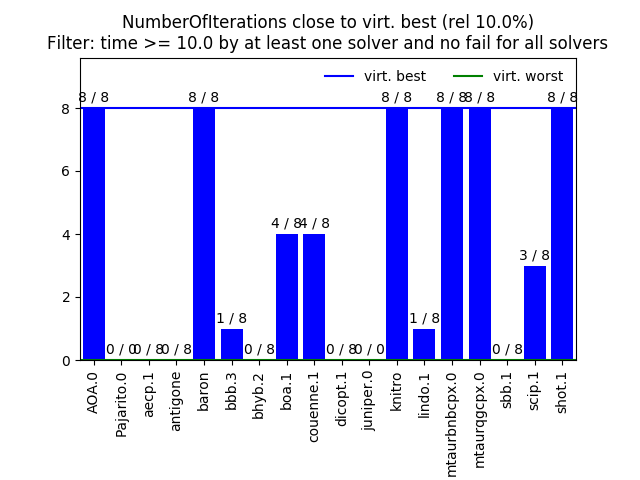 NumberOfIterations close to virt. best (rel 10.0%)
Filter: time >= 10.0 by at least one solver and no fail for all solvers
virt. best
virt. worst
8
6
4
2
0
8 / 8
0 / 0
0 / 8
0 / 8
8 / 8
1 / 8
0 / 8
4 / 8
4 / 8
0 / 8
0 / 0
8 / 8
1 / 8
8 / 8
8 / 8
0 / 8
3 / 8
8 / 8
AOA.0
Pajarito.0
aecp.1
antigone
baron
bbb.3
bhyb.2
boa.1
couenne.1
dicopt.1
juniper.0
knitro
lindo.1
mtaurbnbcpx.0
mtaurqgcpx.0
sbb.1
scip.1
shot.1